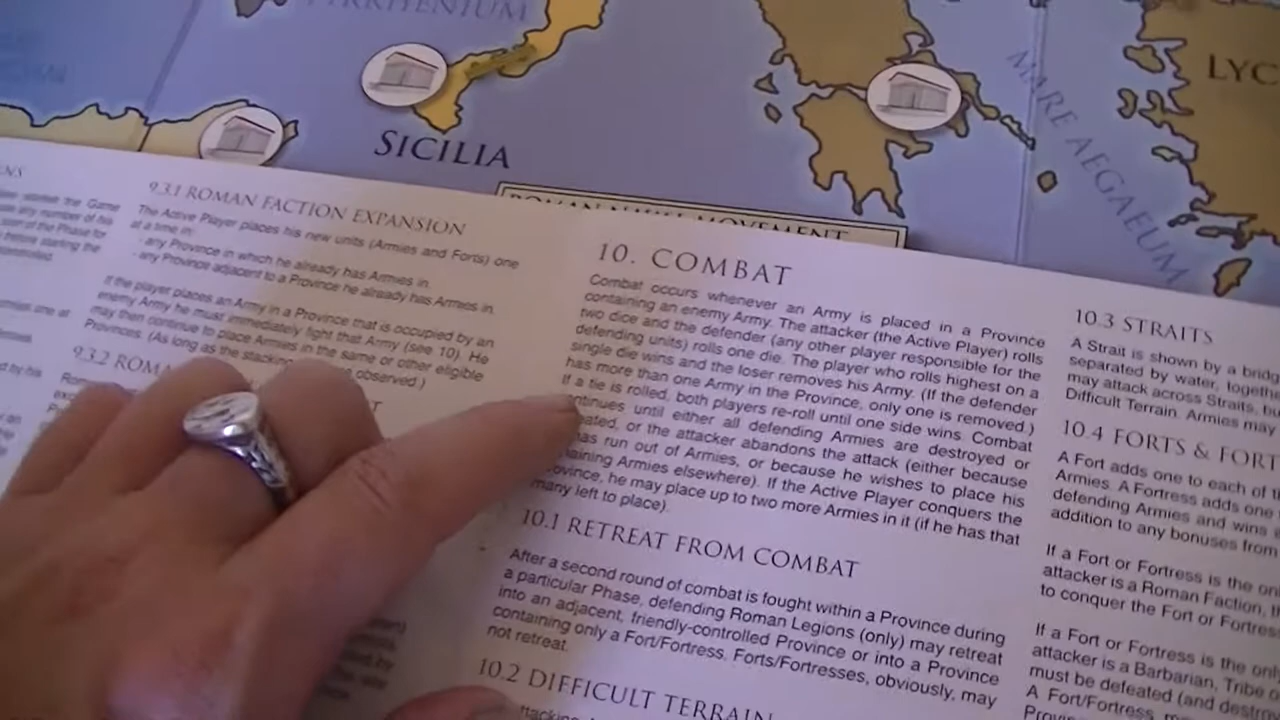 TYRRHENIUM
SICILIA
LYC
MARE AEGAEUM
ROMAN NAVAL MOVEMENT
9.3.1 ROMAN FACTION EXPANSION
The Active Player places his new units (Armies and Forts) one
at a time in:
- any Province in which he already has Armies in.
- any Province adjacent to a Province he already has Armies in.
If the player places an Army in a Province that is occupied by an
enemy Army he must immediately fight that Army (see 10). He
may then continue to place Armies in the same or other eligible
Provinces. (As long as the stacking observed.)
9.3.2 ROMA
10. COMBAT
Combat occurs whenever an Army is placed in a Province
containing an enemy Army. The attacker (the Active Player) rolls
two dice and the defender (any other player responsible for the
defending units) rolls one die. The player who rolls highest on a
single die wins and the loser removes his Army. (If the defender
has more than one Army in the Province, only one is removed.)
If a tie is rolled, both players re-roll until one side wins. Combat
ntinues until either all defending Armies are destroyed or
eated, or the attacker abandons the attack (either because
has run out of Armies, or because he wishes to place his
aining Armies elsewhere). If the Active Player conquers the
ovince, he may place up to two more Armies in it (if he has that
many left to place).
10.1 RETREAT FROM COMBAT
After a second round of combat is fought within a Province during
a particular Phase, defending Roman Legions (only) may retreat
into an adjacent, friendly-controlled Province or into a Province
containing only a Fort/Fortress. Forts/Fortresses, obviously, may
not retreat.
10.2 DIFFICULT TERRAIN
10.3 STRAITS
A Strait is shown by a bridg
separated by water, togethe
may attack across Straits, bu
Difficult Terrain. Armies may
10.4 FORTS & FORT
A Fort adds one to each of t
Armies. A Fortress adds one
defending Armies and wins
addition to any bonuses from
If a Fort or Fortress is the on
attacker is a Roman Faction, h
to conquer the Fort or Fortres
If a Fort or Fortress is the onl
attacker is a Barbarian, Tribe o
must be defeated (and destro
A Fort/Fortress, m
Provin